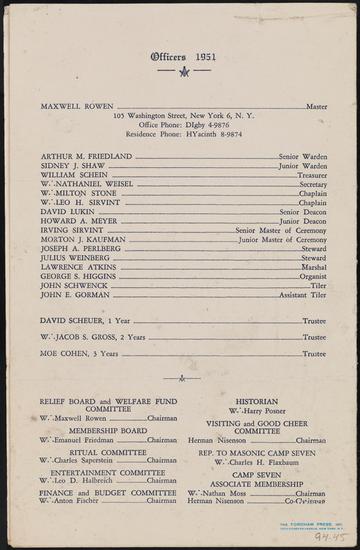 Officers 1951
MAXWELL ROWEN Master
105 Washington Street, New York 6, N. Y.
Office Phone: DIgby 4-9876
Residence Phone: HYacinth 8-9874
ARTHUR M. FRIEDLAND Senior Warden
SIDNEY J. SHAW Junior Warden
WILLIAM SCHEIN Treasurer
W∴NATHANIEL WEISEL Secretary
W∴MILTON STONE Chaplain
W∴LEO H. SIRVINT Chaplain
DAVID LUKIN Senior Deacon
HOWARD A. MEYER Junior Deacon
IRVING SIRVINT Senior Master of Ceremony
MORTON J. KAUFMAN Junior Master of Ceremony
JOSEPH A. PERLBERG Steward
JULIUS WEINBERG Steward
LAWRENCE ATKINS Marshal
GEORGE S. HIGGINS Organist
JOHN SCHWENCK Tiler
JOHN E. GORMAN Assistant Tiler
DAVID SCHEUER, 1 Year Trustee
W∴JACOB S. GROSS, 2 Years Trustee
MOE COHEN, 3 Years Trustee
RELIEF BOARD and WELFARE FUND
COMMITTEE
W∴Maxwell Rowen Chairman
MEMBERSHIP BOARD
W∴Emanuel Friedman Chairman
RITUAL COMMITTEE
W∴Charles Saperstein Chairman
ENTERTAINMENT COMMITTEE
W∴Leo D. Halbreich Chairman
FINANCE and BUDGET COMMITTEE
W∴Anton Fischer Chairman
HISTORIAN
W∴Harry Posner
VISITING and GOOD CHEER
COMMITTEE
Herman Nisenson Chairman
REP. TO MASONIC CAMP SEVEN
W∴Charles H. Flaxbaum
CAMP SEVEN
ASSOCIATE MEMBERSHIP
W∴Nathan Moss Chairman
Herman Nisenson Co-Chairman
THE FORDHAM PRESS, INC.
94-45